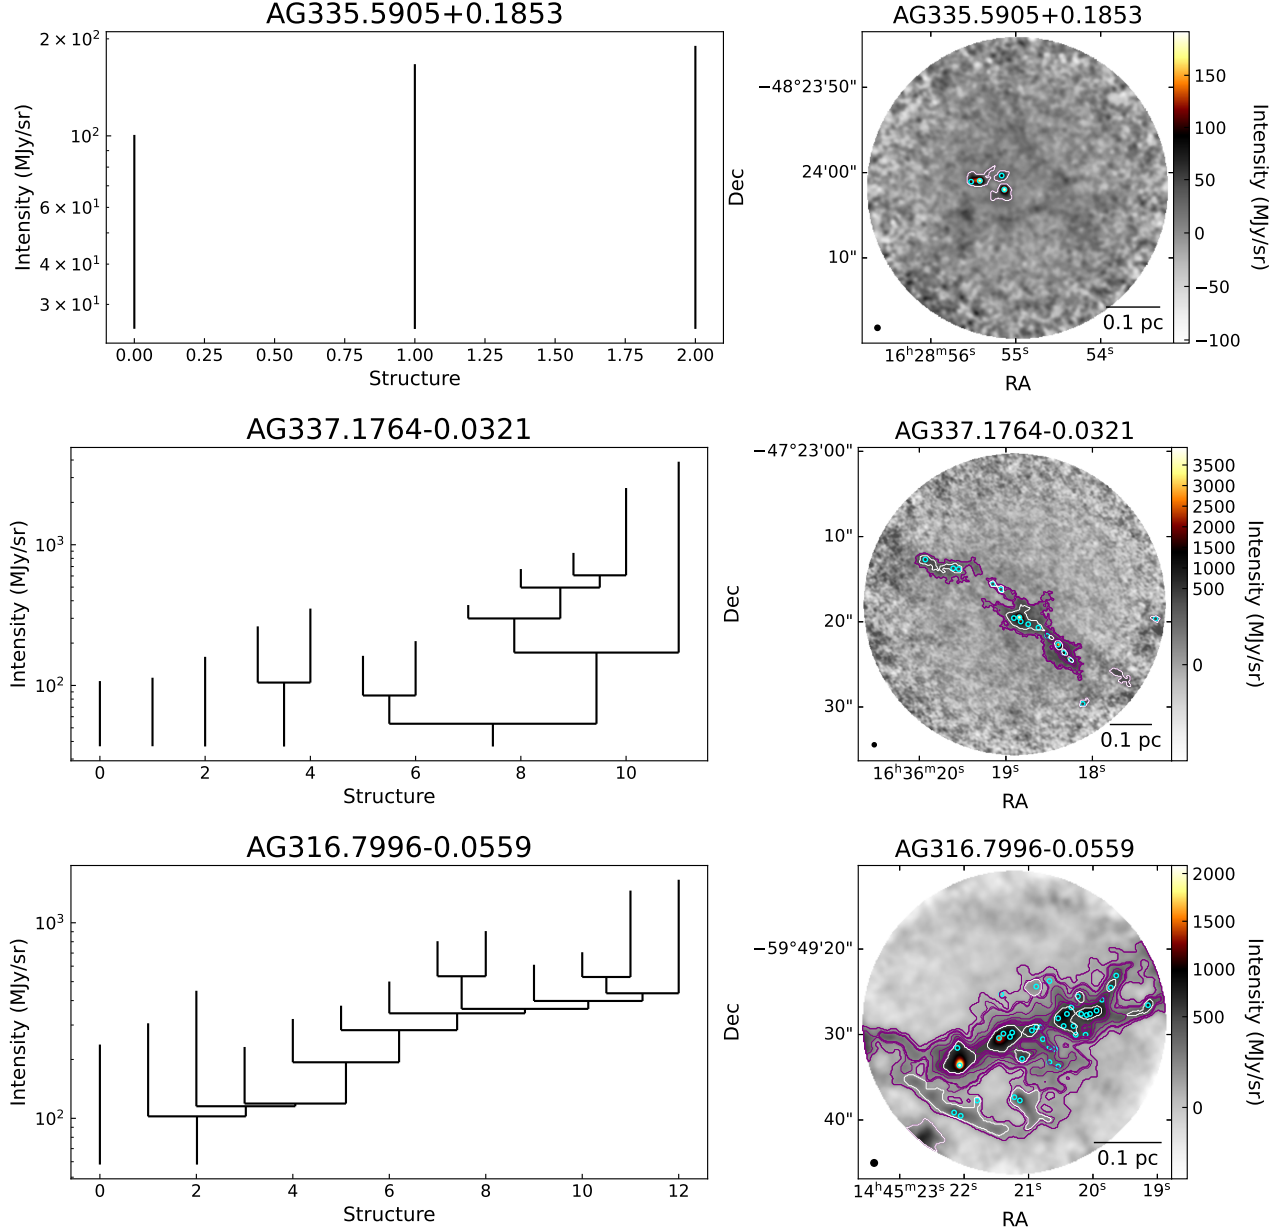 AG335.5905+0.1853
Intensity (MJy/sr)
2 × 10²
10²
6 × 10¹
4 × 10¹
3 × 10¹
0.00 0.25 0.50 0.75 1.00 1.25 1.50 1.75 2.00
Structure
AG335.5905+0.1853
Dec
−48°23'50"
24'00"
10"
0.1 pc
16ʰ28ᵐ56ˢ 55ˢ 54ˢ
RA
150
100
50
0
−50
−100
Intensity (MJy/sr)
AG337.1764-0.0321
Intensity (MJy/sr)
10³
10²
0 2 4 6 8 10
Structure
AG337.1764-0.0321
Dec
−47°23'00"
10"
20"
30"
0.1 pc
16ʰ36ᵐ20ˢ 19ˢ 18ˢ
RA
3500
3000
2500
2000
1500
1000
500
0
Intensity (MJy/sr)
AG316.7996-0.0559
Intensity (MJy/sr)
10³
10²
0 2 4 6 8 10 12
Structure
AG316.7996-0.0559
Dec
−59°49'20"
30"
40"
0.1 pc
14ʰ45ᵐ23ˢ 22ˢ 21ˢ 20ˢ 19ˢ
RA
2000
1500
1000
500
0
Intensity (MJy/sr)